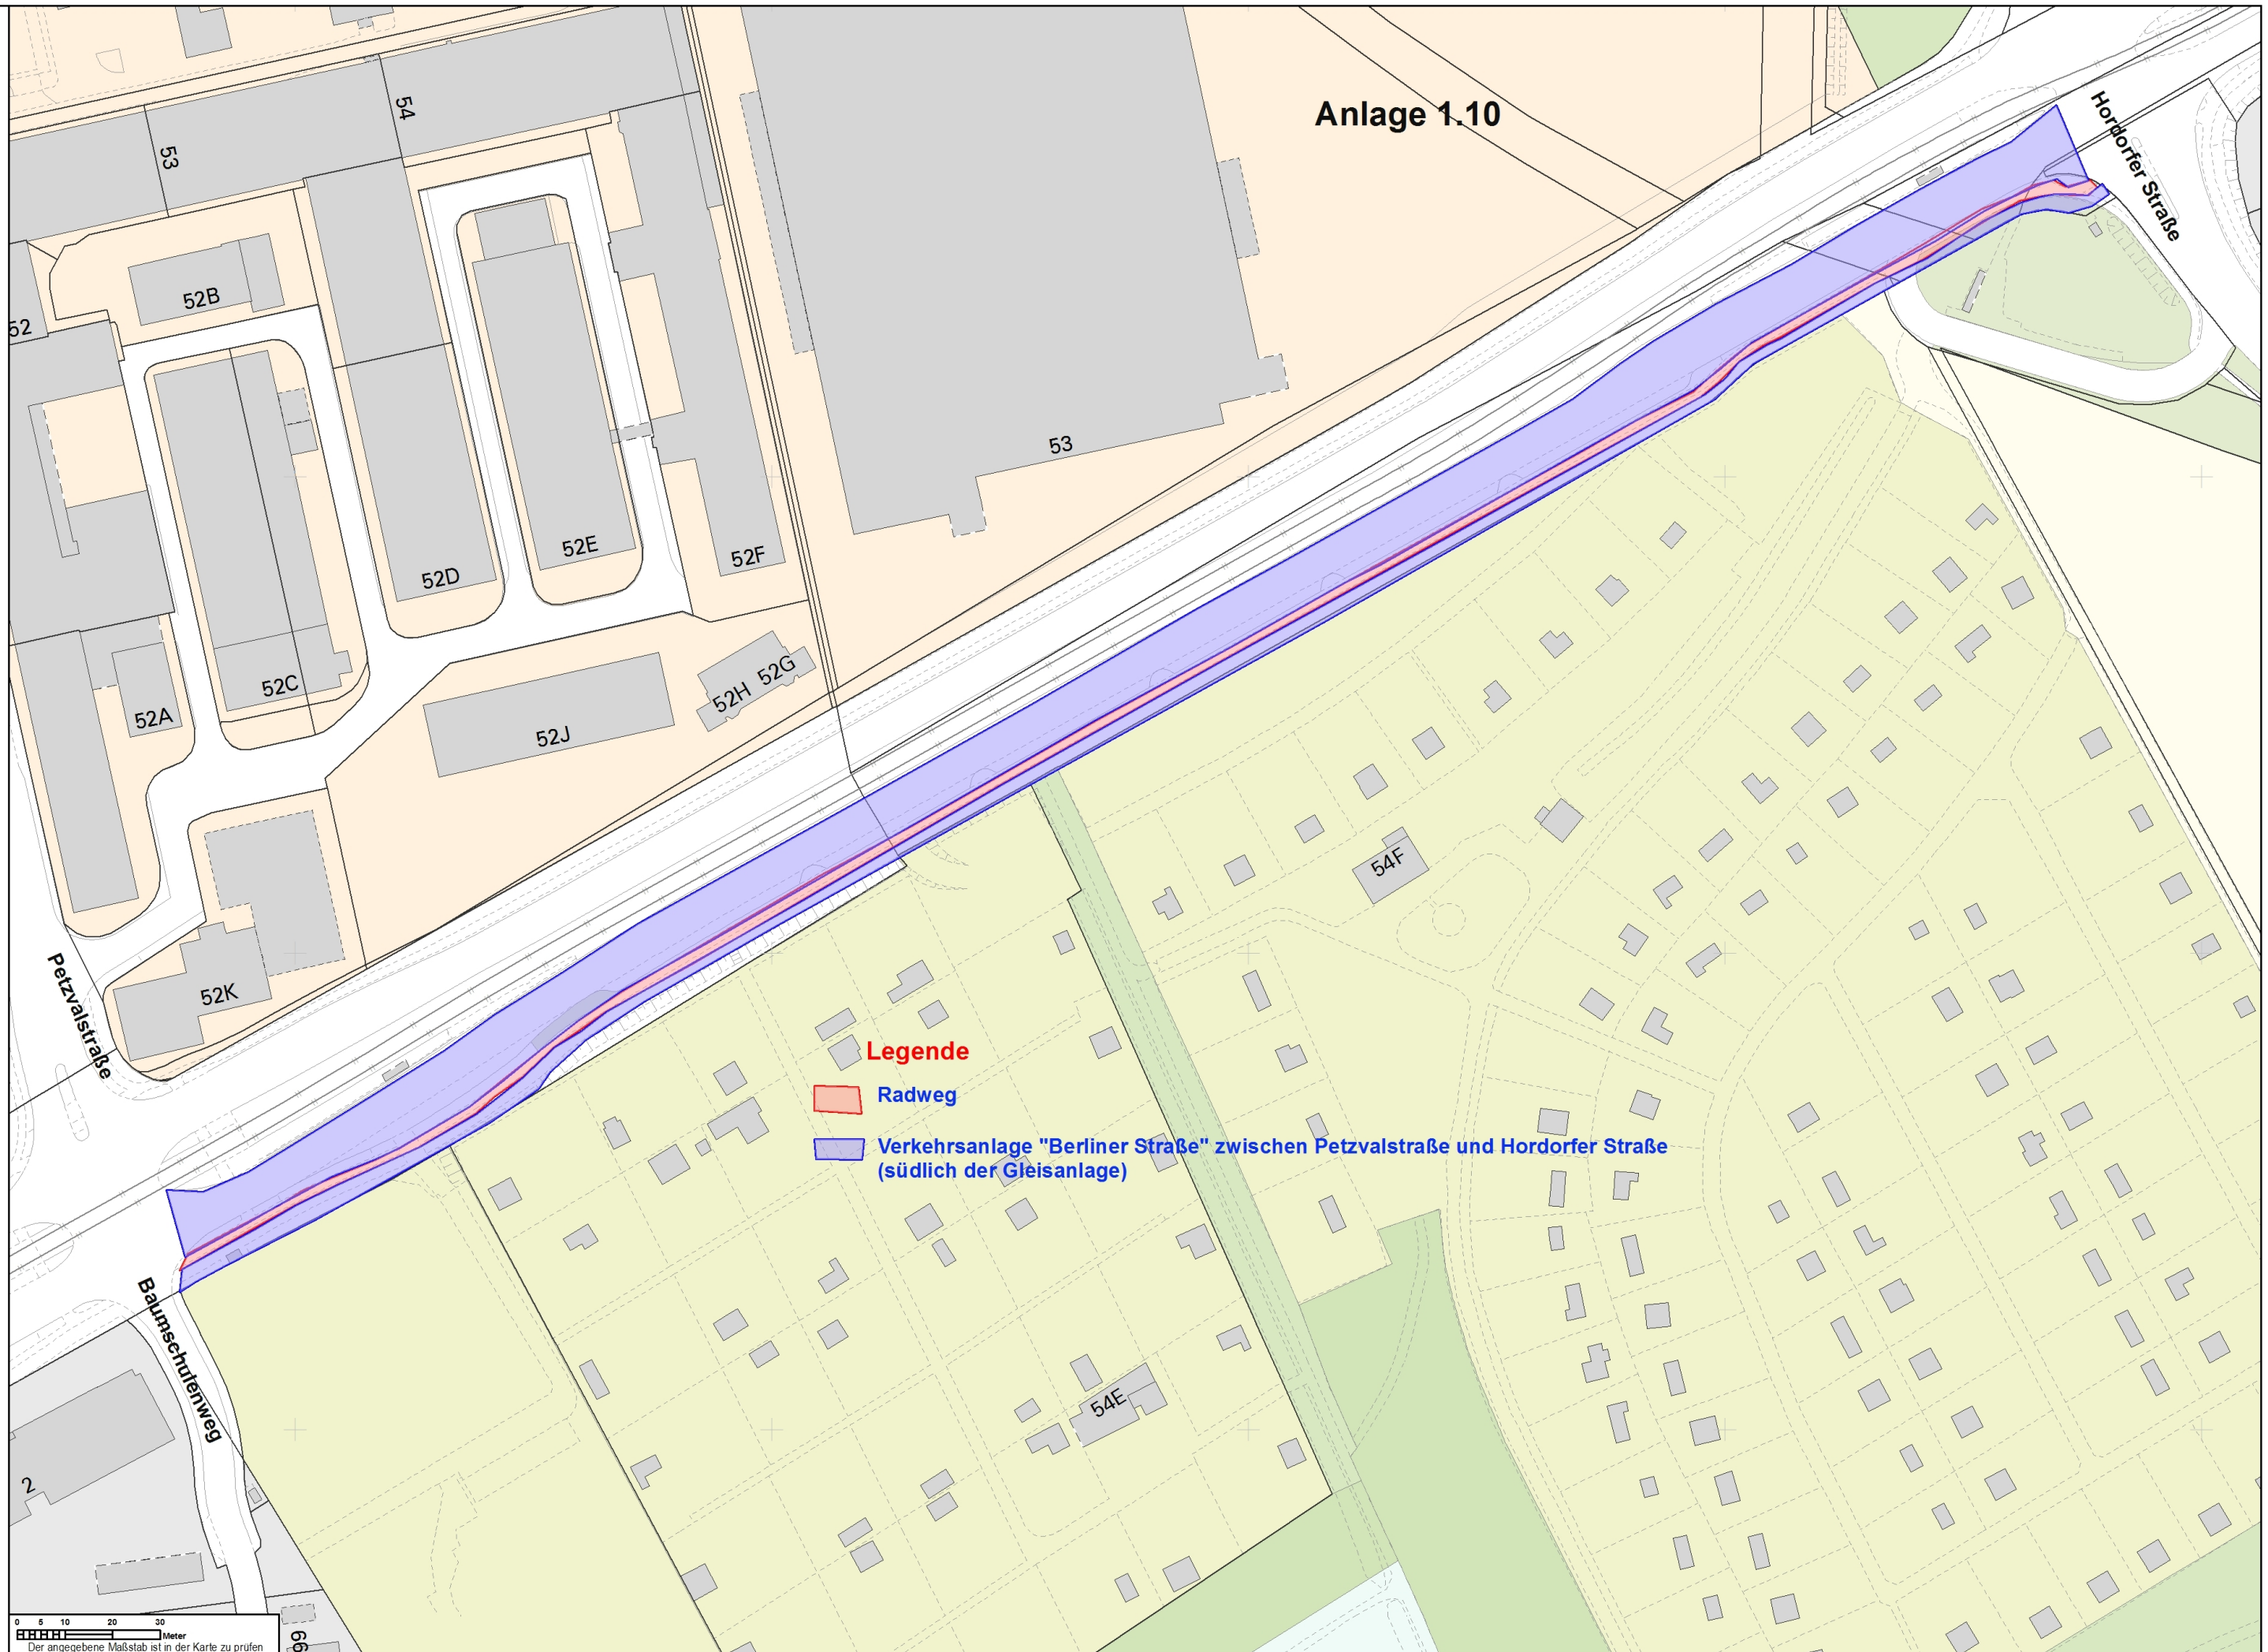 Anlage 1.10
Hordorfer Straße
53
54
52B
52
53
52E
52F
52D
52C
52A
52H
52G
52J
54F
52K
Petzvalstraße
Legende
Radweg
Verkehrsanlage "Berliner Straße" zwischen Petzvalstraße und Hordorfer Straße
(südlich der Gleisanlage)
Baumschulenweg
54E
2
0 5 10 20 30
Meter
Der angegebene Maßstab ist in der Karte zu prüfen
66